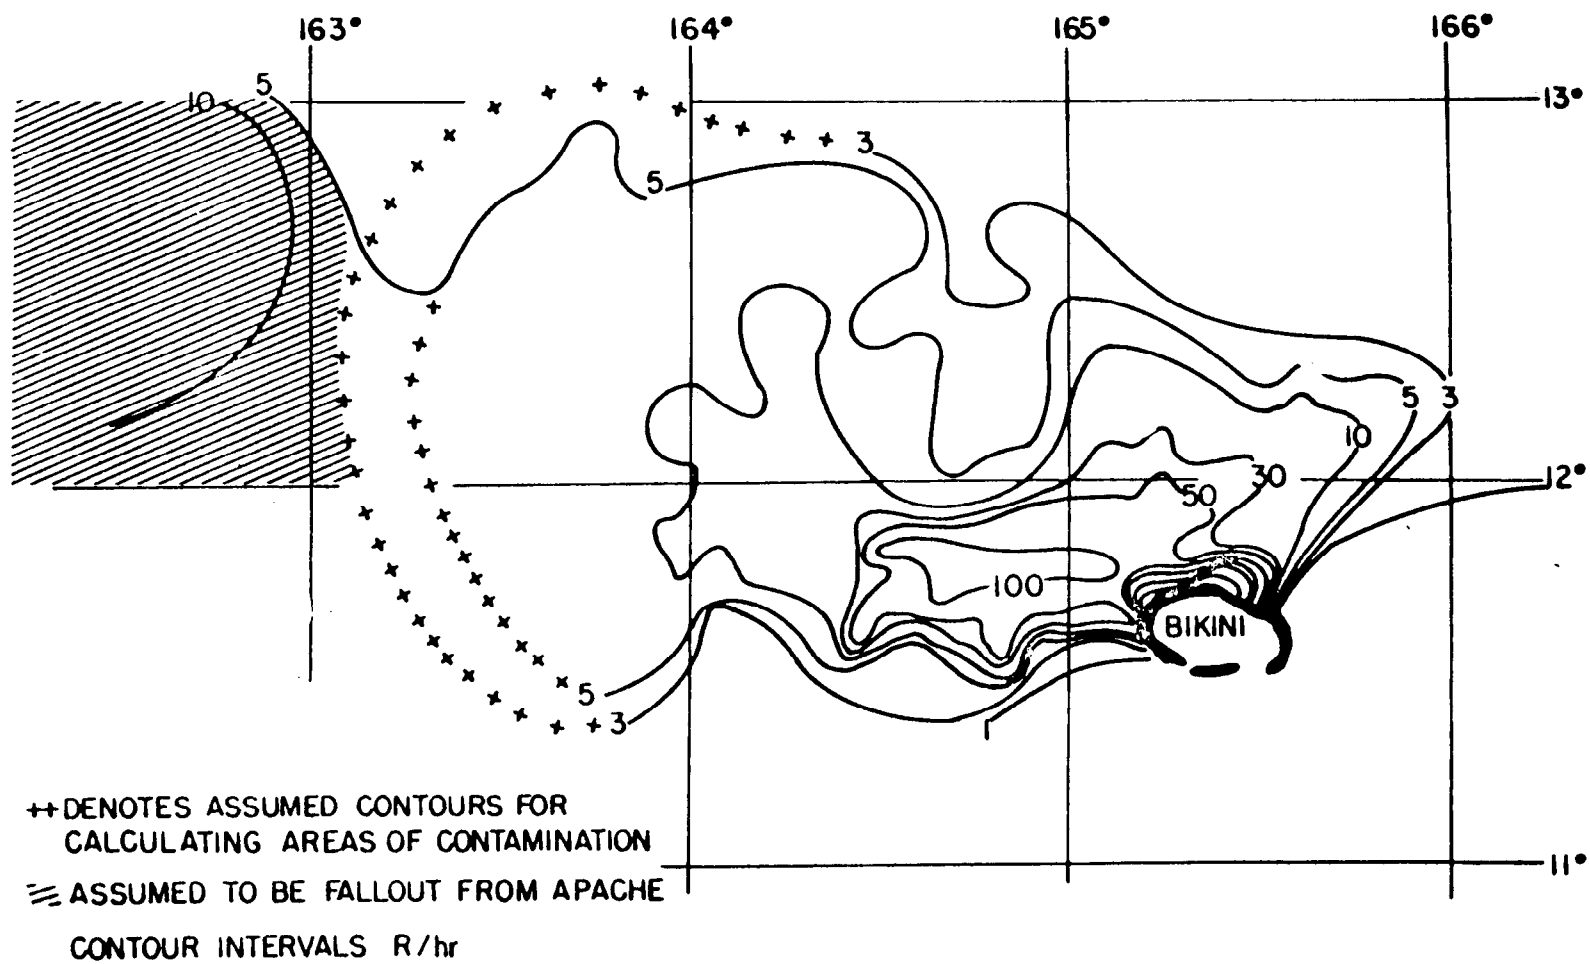 163° 164° 165° 166°
5
10
13°
3
5
5 3
10
30
50
12°
100
BIKINI
5
3
++ DENOTES ASSUMED CONTOURS FOR
CALCULATING AREAS OF CONTAMINATION
11°
ASSUMED TO BE FALLOUT FROM APACHE
CONTOUR INTERVALS R/hr